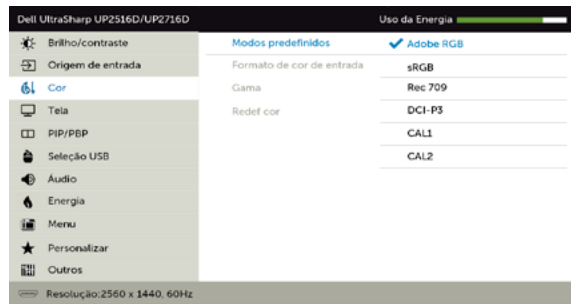 Dell UltraSharp UP2516D/UP2716D Uso da Energia
Brilho/contraste Modos predefinidos Adobe RGB
Origem de entrada Formato de cor de entrada sRGB
Cor Gama Rec 709
Tela Redef cor DCI-P3
PIP/PBP CAL1
Seleção USB CAL2
Áudio
Energia
Menu
Personalizar
Outros
Resolução:2560 x 1440, 60Hz